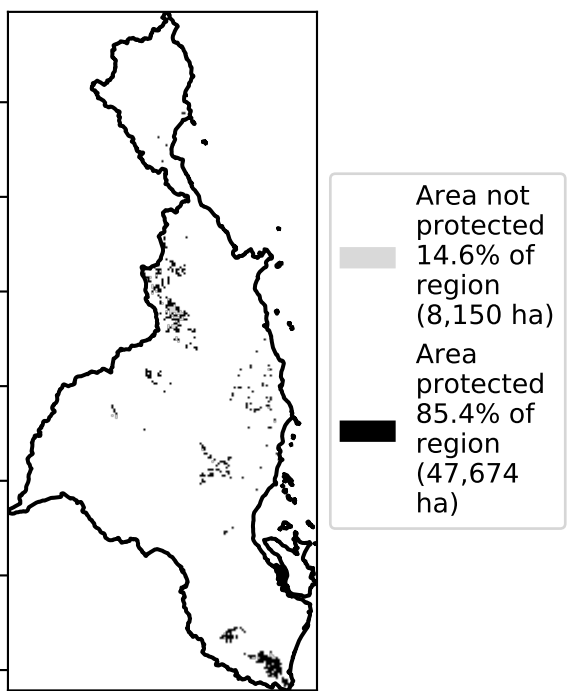 Area not
protected
14.6% of
region
(8,150 ha)
Area
protected
85.4% of
region
(47,674
ha)